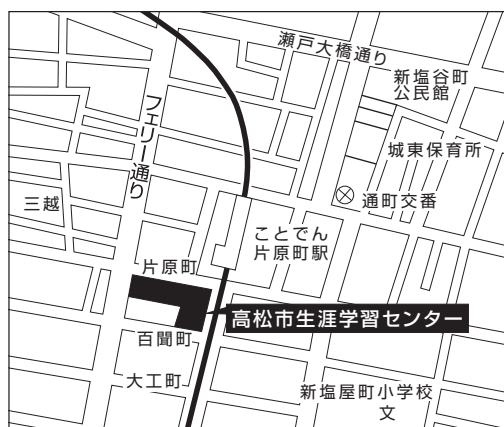 瀬戸大橋通り
新塩谷町
公民館
フェリー通り
城東保育所
三越
通町交番
ことでん
片原町駅
片原町
高松市生涯学習センター
百聞町
大工町
新塩屋町小学校
文